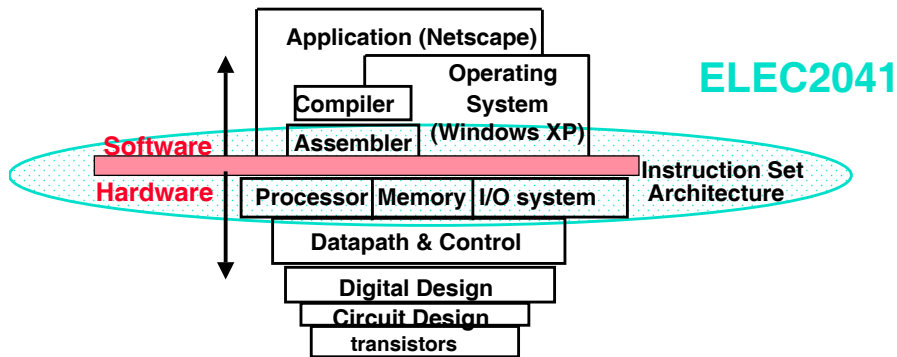 Application (Netscape)
Operating
System
(Windows XP)
ELEC2041
Compiler
Assembler
Software
Hardware
Instruction Set
Architecture
Processor
Memory
I/O system
Datapath & Control
Digital Design
Circuit Design
transistors